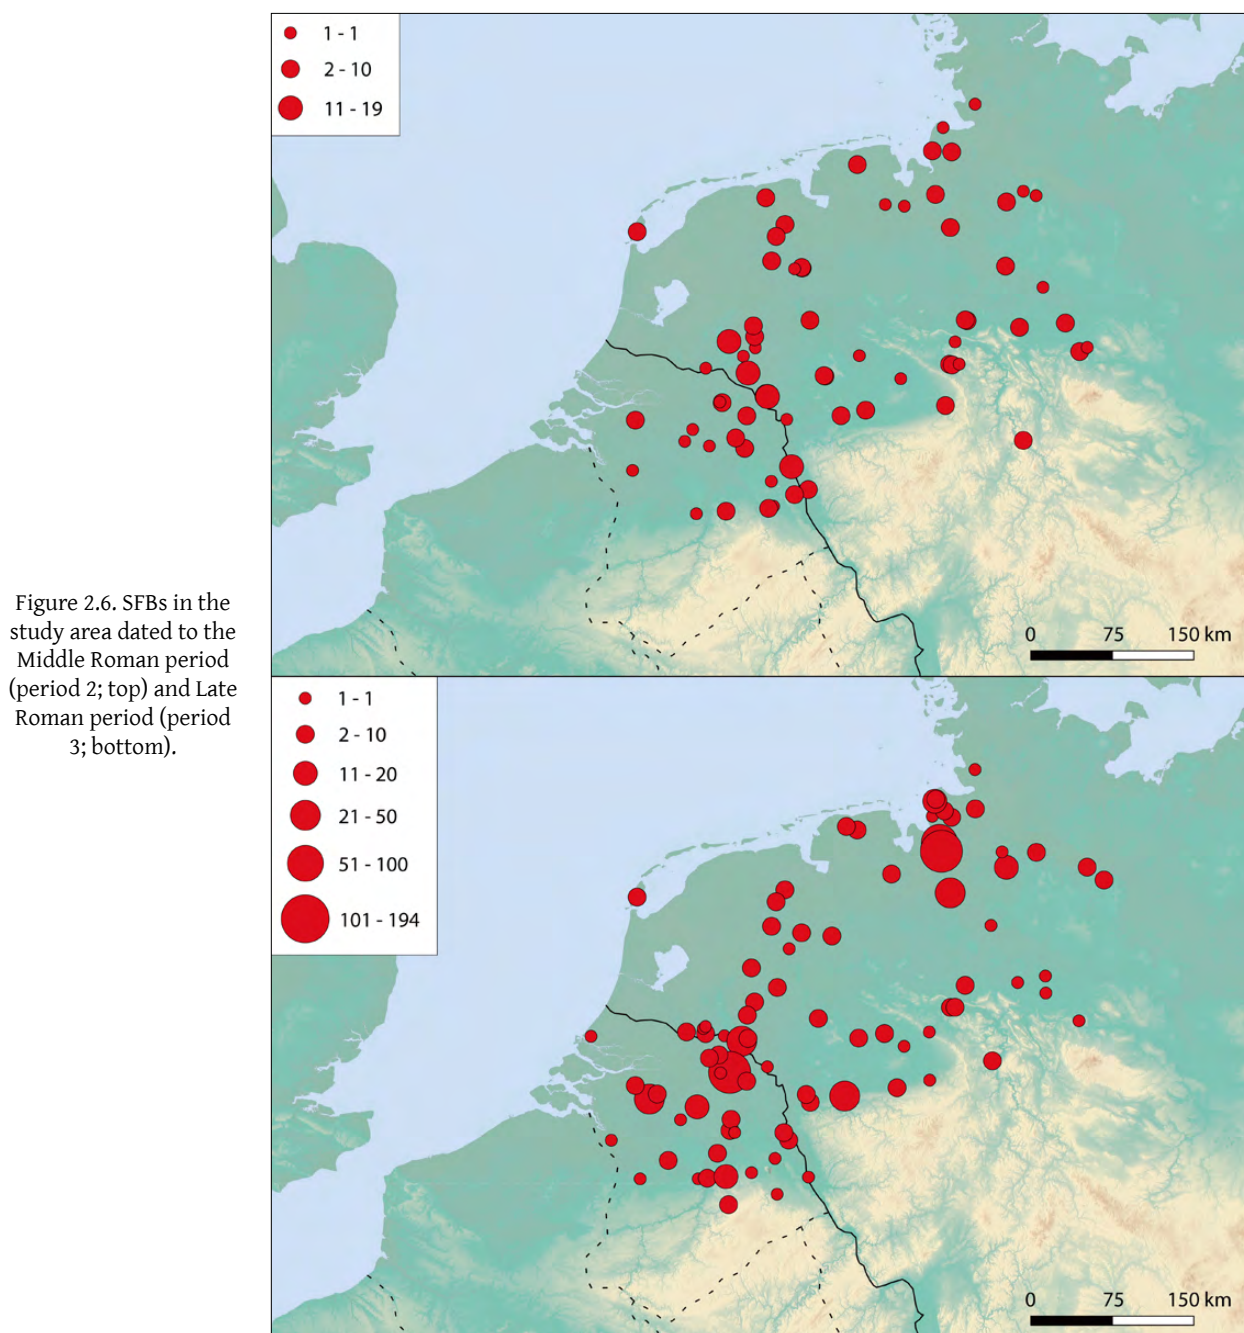 1 - 1
2 - 10
11 - 19
0 75 150 km
Figure 2.6. SFBs in the
study area dated to the
Middle Roman period
(period 2; top) and Late
Roman period (period
3; bottom).
1 - 1
2 - 10
11 - 20
21 - 50
51 - 100
101 - 194
0 75 150 km